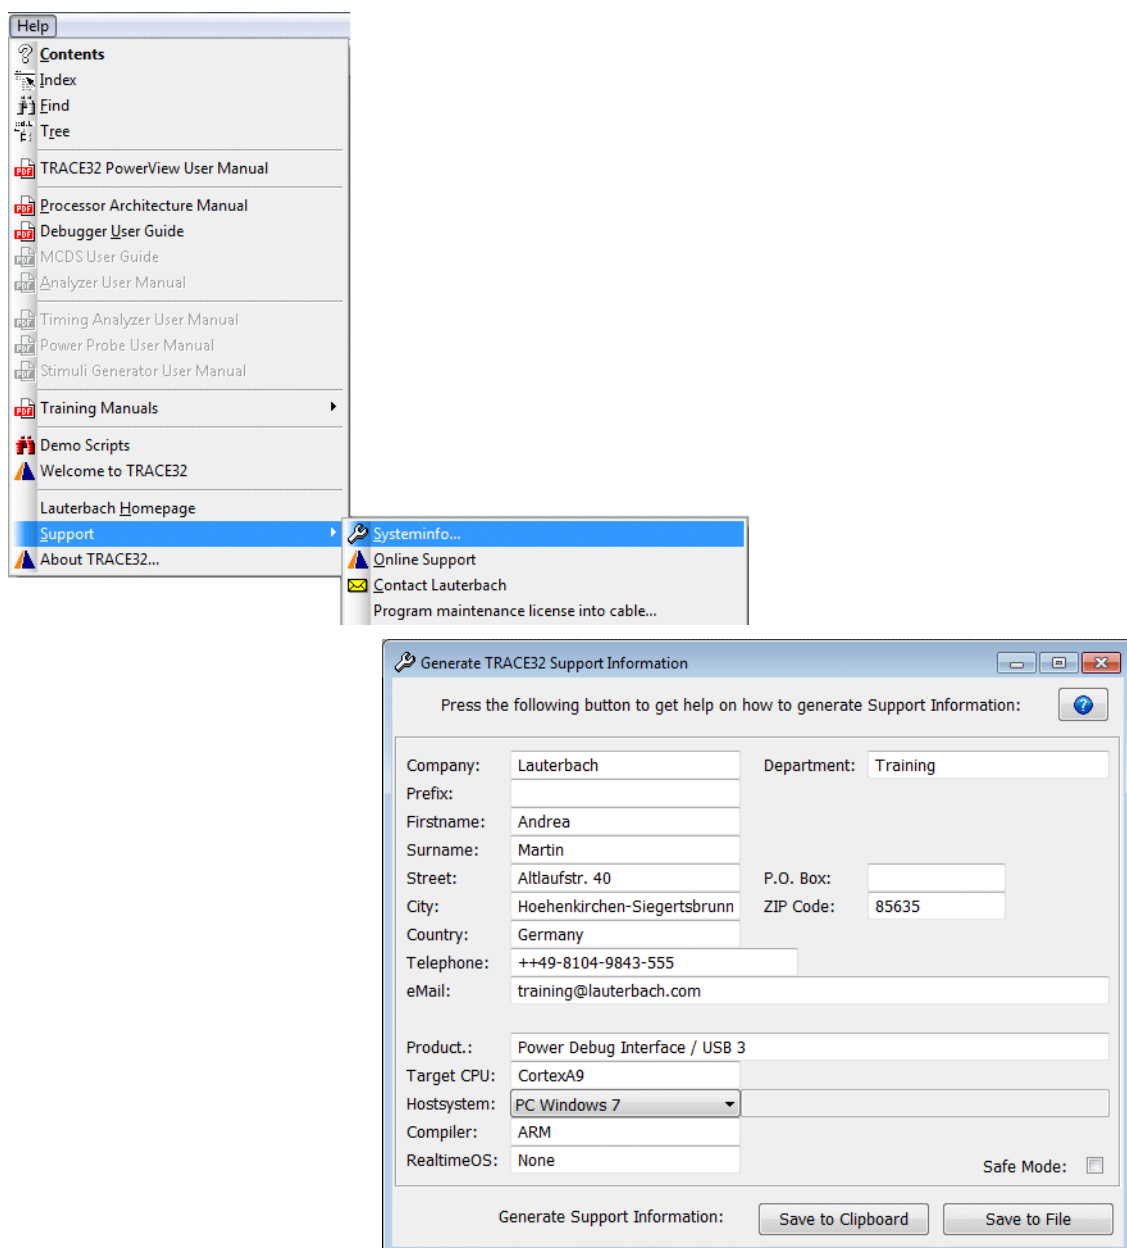 Help
Contents
Index
Find
Tree
TRACE32 PowerView User Manual
Processor Architecture Manual
Debugger User Guide
MCDS User Guide
Analyzer User Manual
Timing Analyzer User Manual
Power Probe User Manual
Stimuli Generator User Manual
Training Manuals
Demo Scripts
Welcome to TRACE32
Lauterbach Homepage
Support
About TRACE32...
Systeminfo...
Online Support
Contact Lauterbach
Program maintenance license into cable...
Generate TRACE32 Support Information
Press the following button to get help on how to generate Support Information:
Company: Lauterbach Department: Training
Prefix:
Firstname: Andrea
Surname: Martin
Street: Altlaufstr. 40 P.O. Box:
City: Hoehenkirchen-Siegertsbrunn ZIP Code: 85635
Country: Germany
Telephone: ++49-8104-9843-555
eMail: training@lauterbach.com
Product.: Power Debug Interface / USB 3
Target CPU: CortexA9
Hostsystem: PC Windows 7
Compiler: ARM
RealtimeOS: None
Safe Mode:
Generate Support Information: Save to Clipboard Save to File